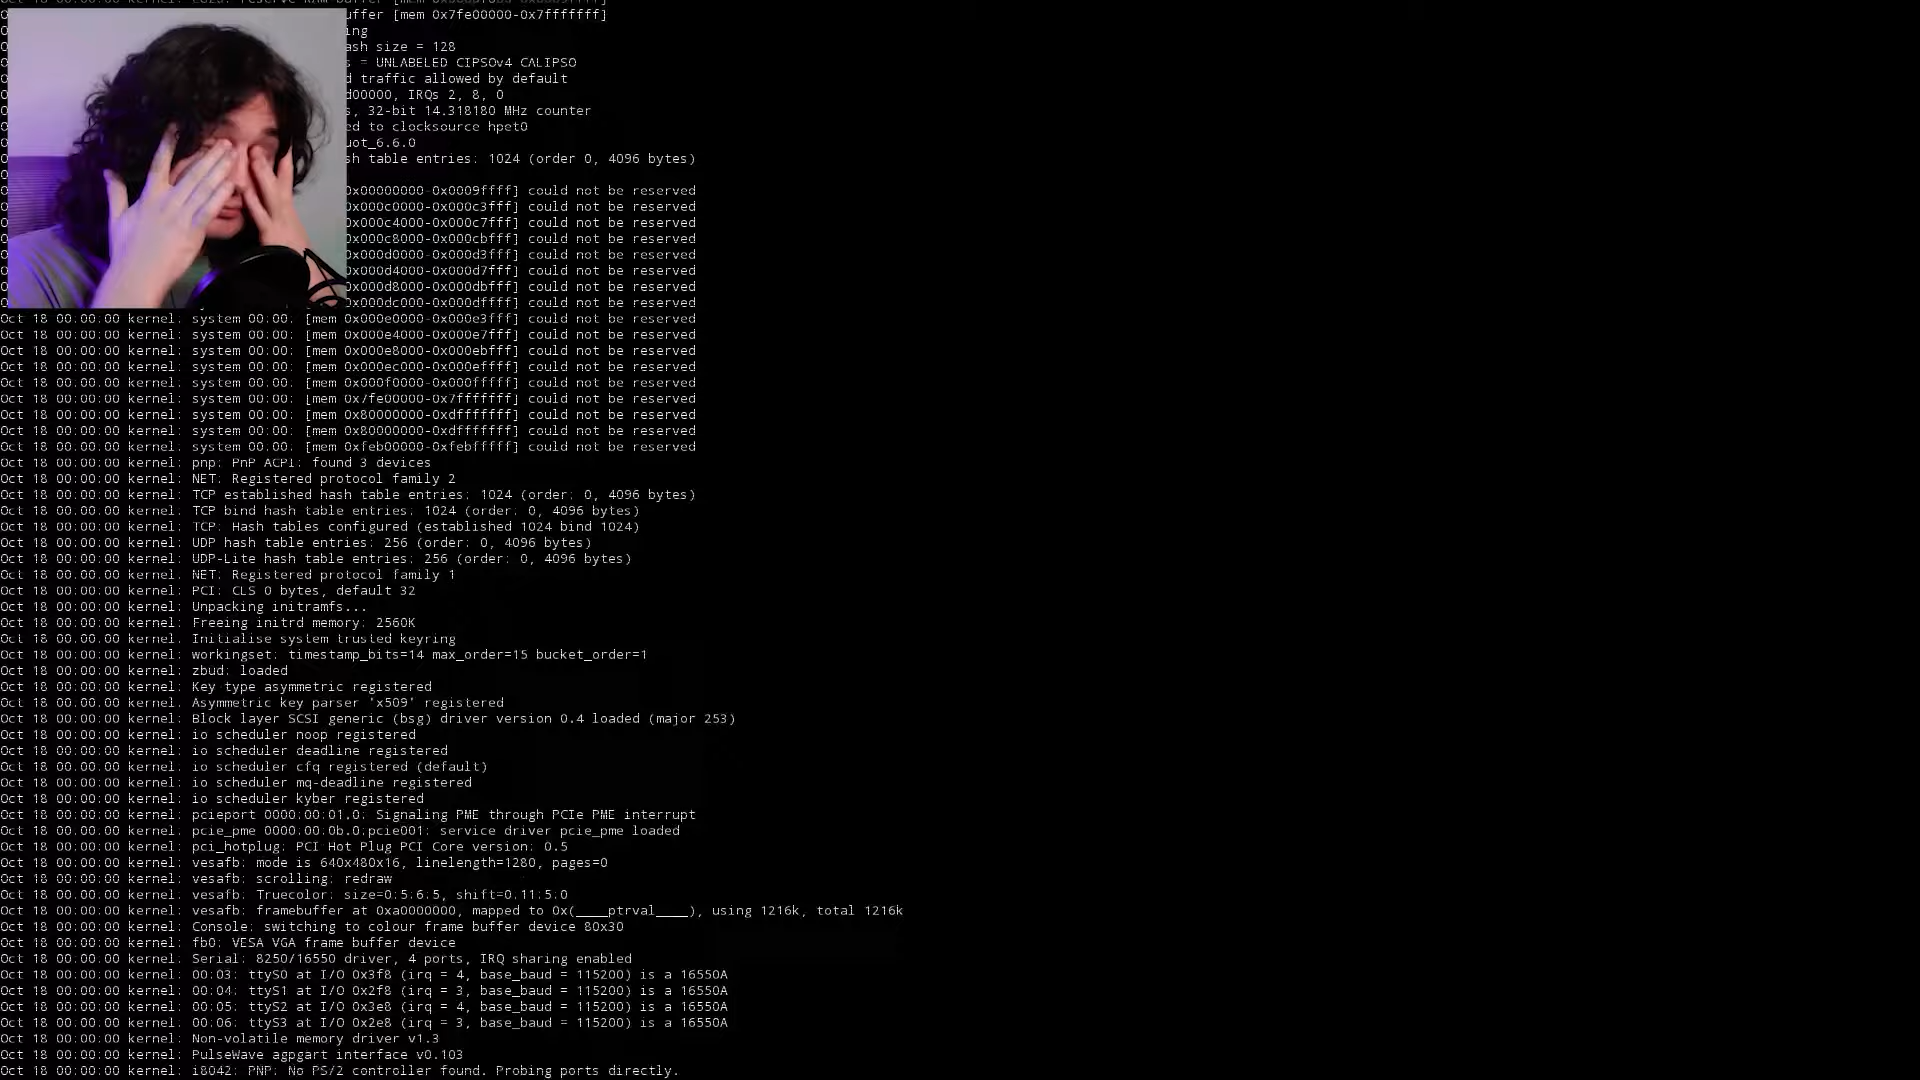 uffer [mem 0x7fe00000-0x7fffffff]
ing
ash size = 128
s = UNLABELED CIPSOv4 CALIPSO
d traffic allowed by default
d00000, IRQs 2, 8, 0
s, 32-bit 14.318180 MHz counter
ed to clocksource hpet0
uot_6.6.0
sh table entries: 1024 (order 0, 4096 bytes)
0x00000000-0x0009ffff] could not be reserved
0x000c0000-0x000c3fff] could not be reserved
0x000c4000-0x000c7fff] could not be reserved
0x000c8000-0x000cbfff] could not be reserved
0x000d0000-0x000d3fff] could not be reserved
0x000d4000-0x000d7fff] could not be reserved
0x000d8000-0x000dbfff] could not be reserved
0x000dc000-0x000dffff] could not be reserved
Oct 18 00:00:00 kernel: system 00:00: [mem 0x000e0000-0x000e3fff] could not be reserved
Oct 18 00:00:00 kernel: system 00:00: [mem 0x000e4000-0x000e7fff] could not be reserved
Oct 18 00:00:00 kernel: system 00:00: [mem 0x000e8000-0x000ebfff] could not be reserved
Oct 18 00:00:00 kernel: system 00:00: [mem 0x000ec000-0x000effff] could not be reserved
Oct 18 00:00:00 kernel: system 00:00: [mem 0x000f0000-0x000fffff] could not be reserved
Oct 18 00:00:00 kernel: system 00:00: [mem 0x7fe00000-0x7fffffff] could not be reserved
Oct 18 00:00:00 kernel: system 00:00: [mem 0x80000000-0xdfffffff] could not be reserved
Oct 18 00:00:00 kernel: system 00:00: [mem 0x80000000-0xdfffffff] could not be reserved
Oct 18 00:00:00 kernel: system 00:00: [mem 0xfeb00000-0xfebfffff] could not be reserved
Oct 18 00:00:00 kernel: pnp: PnP ACPI: found 3 devices
Oct 18 00:00:00 kernel: NET: Registered protocol family 2
Oct 18 00:00:00 kernel: TCP established hash table entries: 1024 (order: 0, 4096 bytes)
Oct 18 00:00:00 kernel: TCP bind hash table entries: 1024 (order: 0, 4096 bytes)
Oct 18 00:00:00 kernel: TCP: Hash tables configured (established 1024 bind 1024)
Oct 18 00:00:00 kernel: UDP hash table entries: 256 (order: 0, 4096 bytes)
Oct 18 00:00:00 kernel: UDP-Lite hash table entries: 256 (order: 0, 4096 bytes)
Oct 18 00:00:00 kernel: NET: Registered protocol family 1
Oct 18 00:00:00 kernel: PCI: CLS 0 bytes, default 32
Oct 18 00:00:00 kernel: Unpacking initramfs...
Oct 18 00:00:00 kernel: Freeing initrd memory: 2560K
Oct 18 00:00:00 kernel: Initialise system trusted keyring
Oct 18 00:00:00 kernel: workingset: timestamp_bits=14 max_order=15 bucket_order=1
Oct 18 00:00:00 kernel: zbud: loaded
Oct 18 00:00:00 kernel: Key type asymmetric registered
Oct 18 00:00:00 kernel: Asymmetric key parser 'x509' registered
Oct 18 00:00:00 kernel: Block layer SCSI generic (bsg) driver version 0.4 loaded (major 253)
Oct 18 00:00:00 kernel: io scheduler noop registered
Oct 18 00:00:00 kernel: io scheduler deadline registered
Oct 18 00:00:00 kernel: io scheduler cfq registered (default)
Oct 18 00:00:00 kernel: io scheduler mq-deadline registered
Oct 18 00:00:00 kernel: io scheduler kyber registered
Oct 18 00:00:00 kernel: pcieport 0000:00:01.0: Signaling PME through PCIe PME interrupt
Oct 18 00:00:00 kernel: pcie_pme 0000:00:0b.0:pcie001: service driver pcie_pme loaded
Oct 18 00:00:00 kernel: pci_hotplug: PCI Hot Plug PCI Core version: 0.5
Oct 18 00:00:00 kernel: vesafb: mode is 640x480x16, linelength=1280, pages=0
Oct 18 00:00:00 kernel: vesafb: scrolling: redraw
Oct 18 00:00:00 kernel: vesafb: Truecolor: size=0:5:6:5, shift=0:11:5:0
Oct 18 00:00:00 kernel: vesafb: framebuffer at 0xa0000000, mapped to 0x(____ptrval____), using 1216k, total 1216k
Oct 18 00:00:00 kernel: Console: switching to colour frame buffer device 80x30
Oct 18 00:00:00 kernel: fb0: VESA VGA frame buffer device
Oct 18 00:00:00 kernel: Serial: 8250/16550 driver, 4 ports, IRQ sharing enabled
Oct 18 00:00:00 kernel: 00:03: ttyS0 at I/O 0x3f8 (irq = 4, base_baud = 115200) is a 16550A
Oct 18 00:00:00 kernel: 00:04: ttyS1 at I/O 0x2f8 (irq = 3, base_baud = 115200) is a 16550A
Oct 18 00:00:00 kernel: 00:05: ttyS2 at I/O 0x3e8 (irq = 4, base_baud = 115200) is a 16550A
Oct 18 00:00:00 kernel: 00:06: ttyS3 at I/O 0x2e8 (irq = 3, base_baud = 115200) is a 16550A
Oct 18 00:00:00 kernel: Non-volatile memory driver v1.3
Oct 18 00:00:00 kernel: PulseWave agpgart interface v0.103
Oct 18 00:00:00 kernel: i8042: PNP: No PS/2 controller found. Probing ports directly.